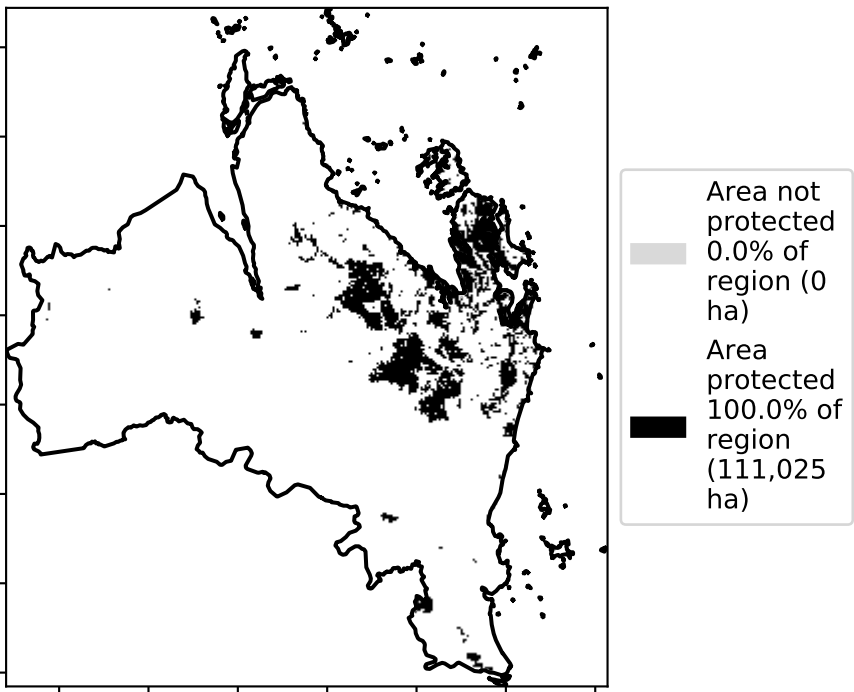 Area not
protected
0.0% of
region (0
ha)
Area
protected
100.0% of
region
(111,025
ha)